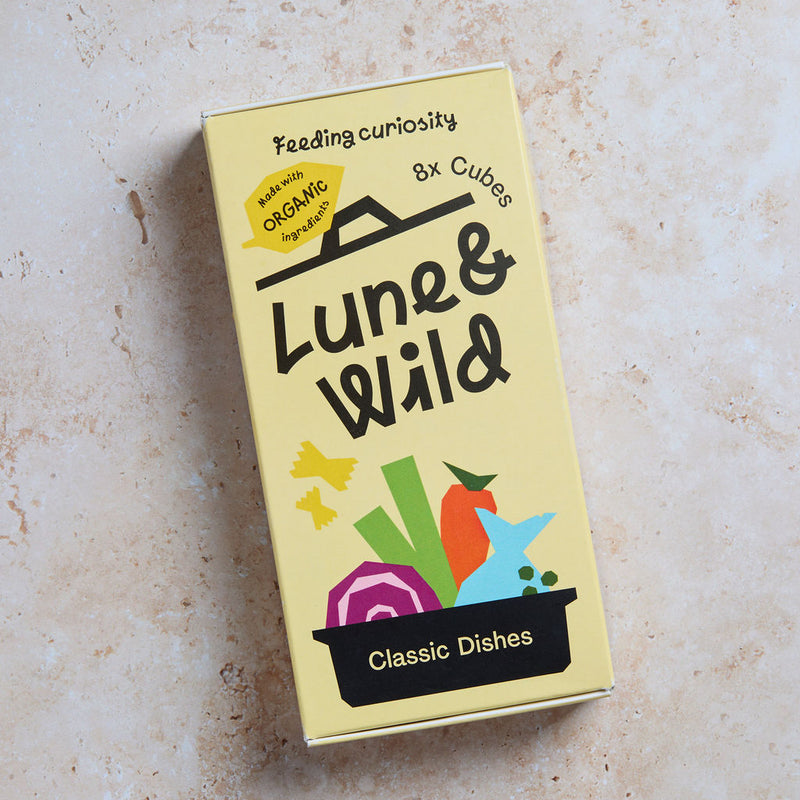 Feeding curiosity
Made with
ORGANiC
ingredients
8x Cubes
Lune &
Wild
Classic Dishes